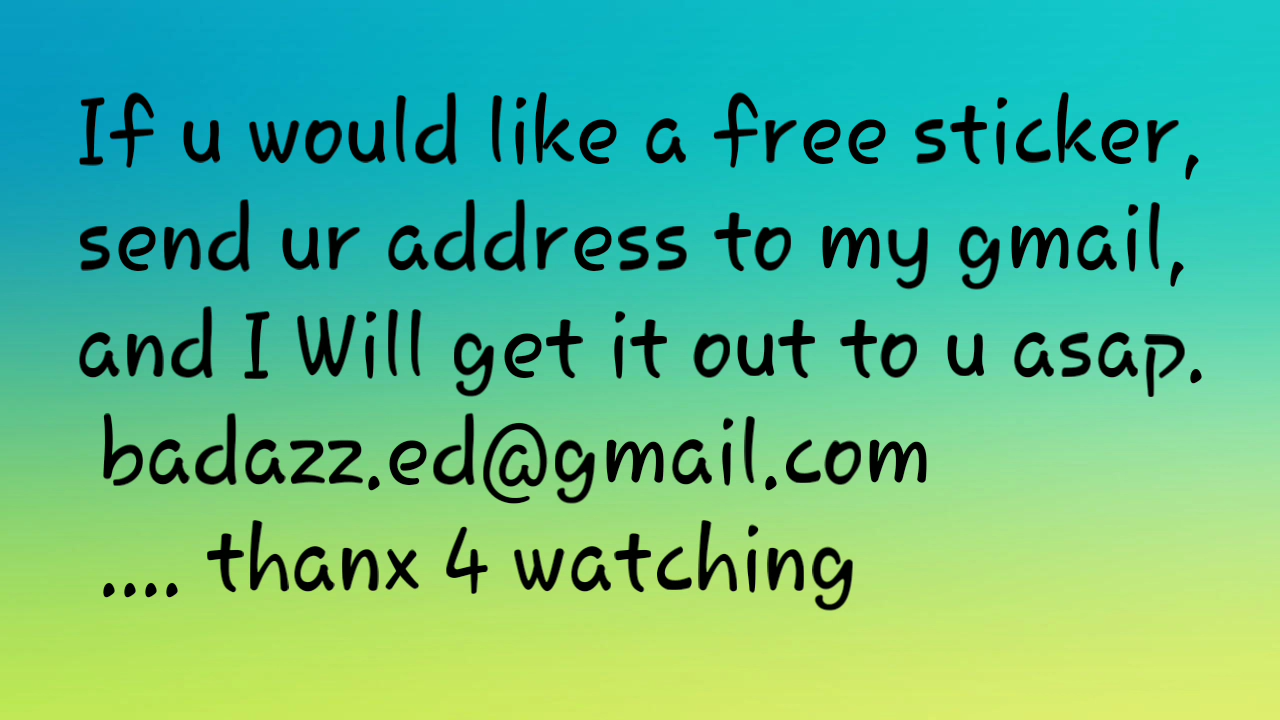 If u would like a free sticker,
send ur address to my gmail,
and I Will get it out to u asap.
badazz.ed@gmail.com
.... thanx 4 watching